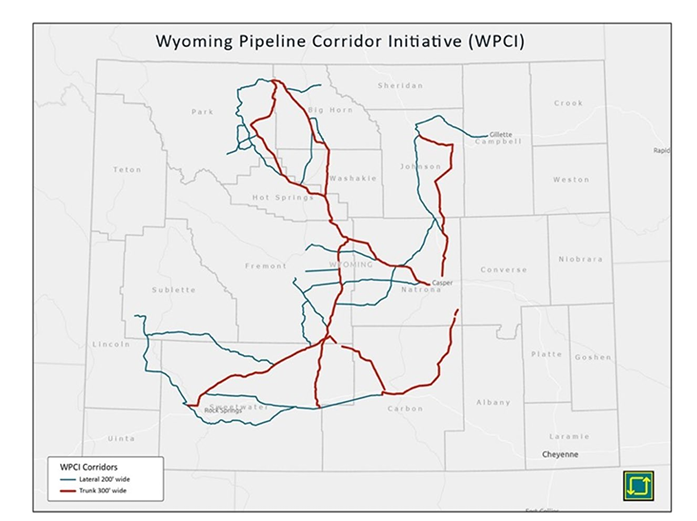 Wyoming Pipeline Corridor Initiative (WPCI)
Sheridan
Park
Big Horn
Crook
Gillette
Campbell
Rapid
Teton
Johnson
Washakie
Weston
Hot Springs
Fremont
WYOMING
Niobrara
Converse
Casper
Natrona
Sublette
Lincoln
Platte
Goshen
Albany
Carbon
Sweetwater
Rock Springs
Uinta
Laramie
Cheyenne
WPCI Corridors
Lateral 200' wide
Trunk 300' wide